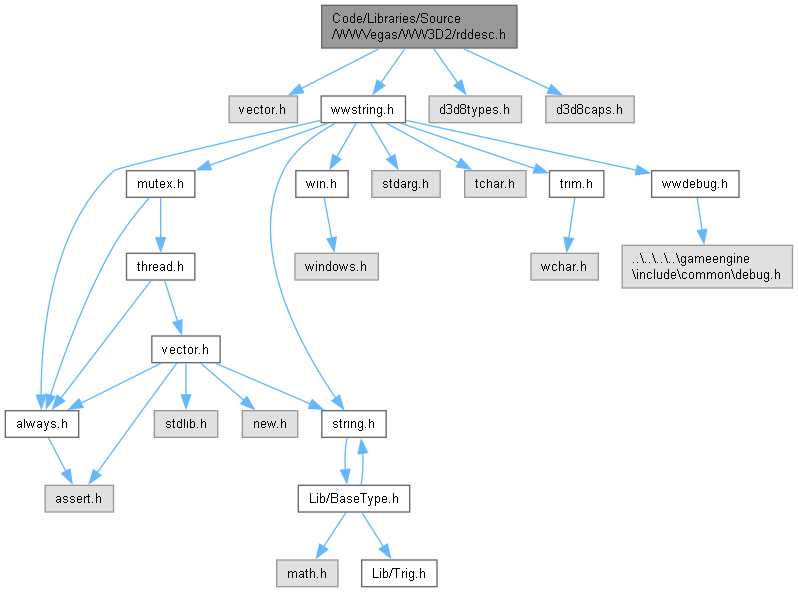 Code/Libraries/Source
/WWVegas/WW3D2/rddesc.h
vector.h
wwstring.h
d3d8types.h
d3d8caps.h
mutex.h
win.h
stdarg.h
tchar.h
trim.h
wwdebug.h
thread.h
windows.h
wchar.h
..\..\..\..\gameengine
\include\common\debug.h
vector.h
always.h
stdlib.h
new.h
string.h
assert.h
Lib/BaseType.h
math.h
Lib/Trig.h